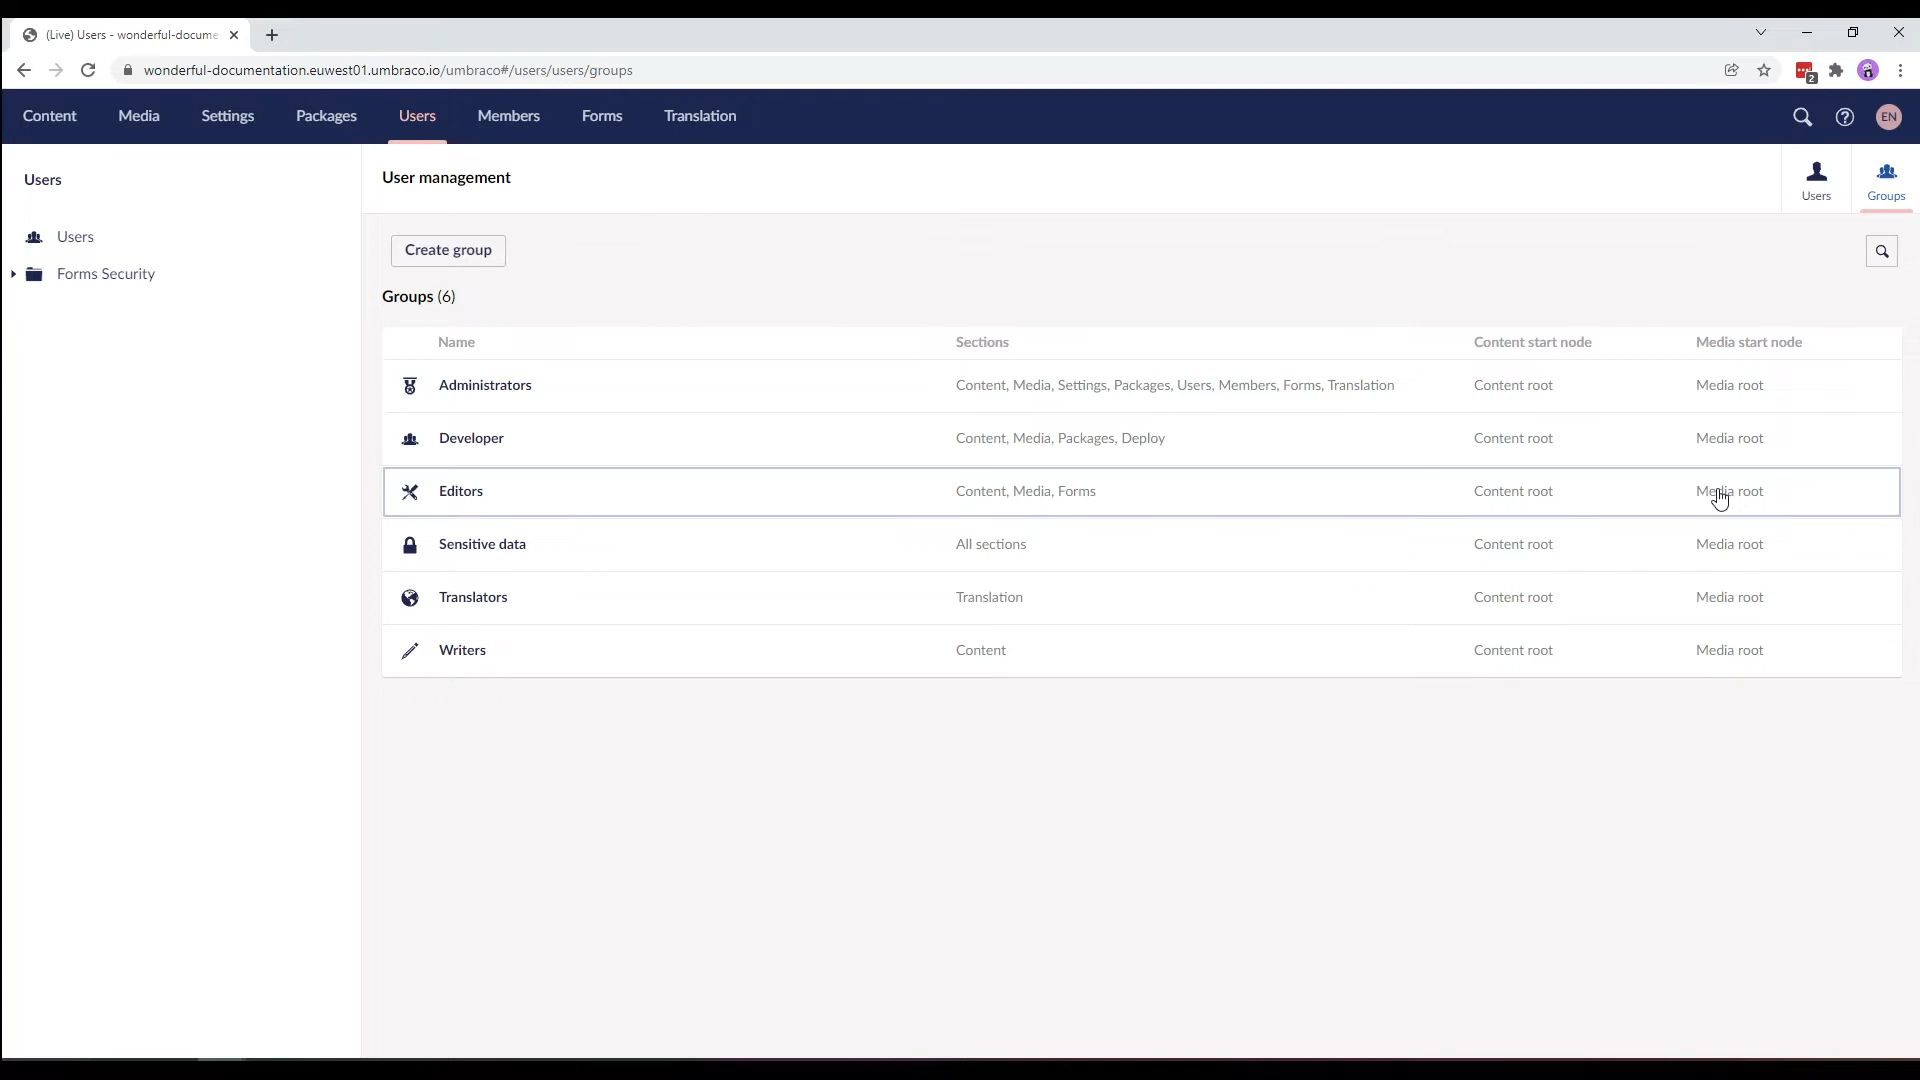 (Live) Users - wonderful-docume
wonderful-documentation.euwest01.umbraco.io/umbraco#/users/users/groups
2
Content Media Settings Packages Users Members Forms Translation
EN
Users
User management
Users Groups
Users
Forms Security
Create group
Groups (6)
Name Sections Content start node Media start node
Administrators Content, Media, Settings, Packages, Users, Members, Forms, Translation Content root Media root
Developer Content, Media, Packages, Deploy Content root Media root
Editors Content, Media, Forms Content root Media root
Sensitive data All sections Content root Media root
Translators Translation Content root Media root
Writers Content Content root Media root